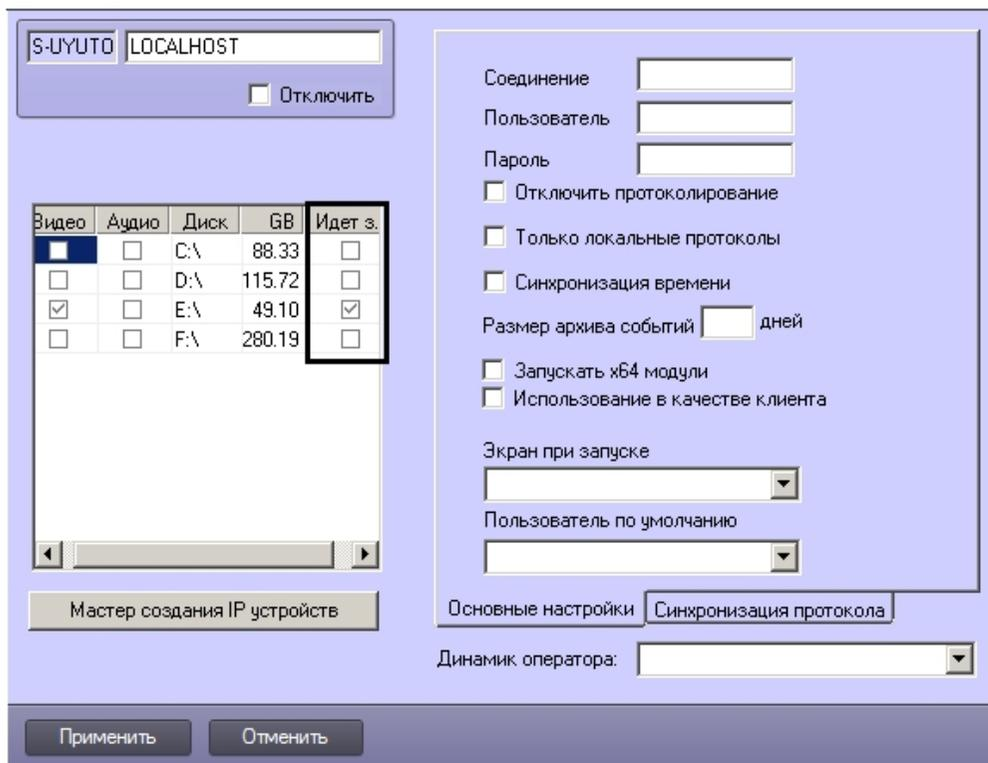 S-UYUTO LOCALHOST
Отключить
Видео Аудио Диск GB Идет з.
C:\ 88.33
D:\ 115.72
E:\ 49.10
F:\ 280.19
Мастер создания IP устройств
Соединение
Пользователь
Пароль
Отключить протоколирование
Только локальные протоколы
Синхронизация времени
Размер архива событий дней
Запускать x64 модули
Использование в качестве клиента
Экран при запуске
Пользователь по умолчанию
Основные настройки Синхронизация протокола
Динамик оператора:
Применить Отменить